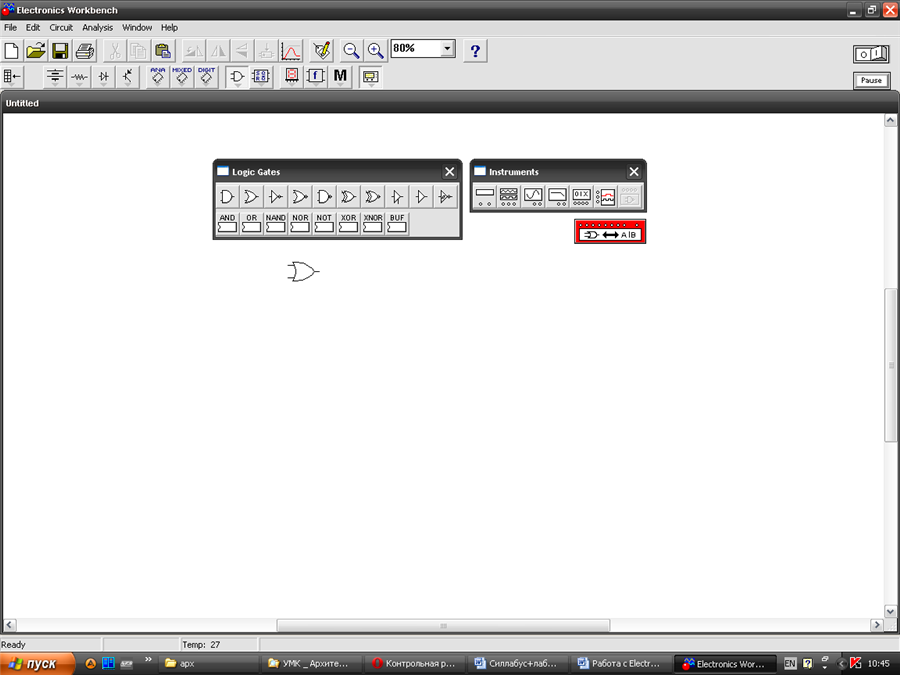 Electronics Workbench
File Edit Circuit Analysis Window Help
80% ?
ANA MIXED DIGIT f M
Pause
Untitled
Logic Gates
AND OR NAND NOR NOT XOR XNOR BUF
Instruments
A|B
Ready Temp: 27
пуск » арх УМК _ Архите... Контрольная р... Силлабус+лаб... Работа с Electr... Electronics Wor... EN 10:45